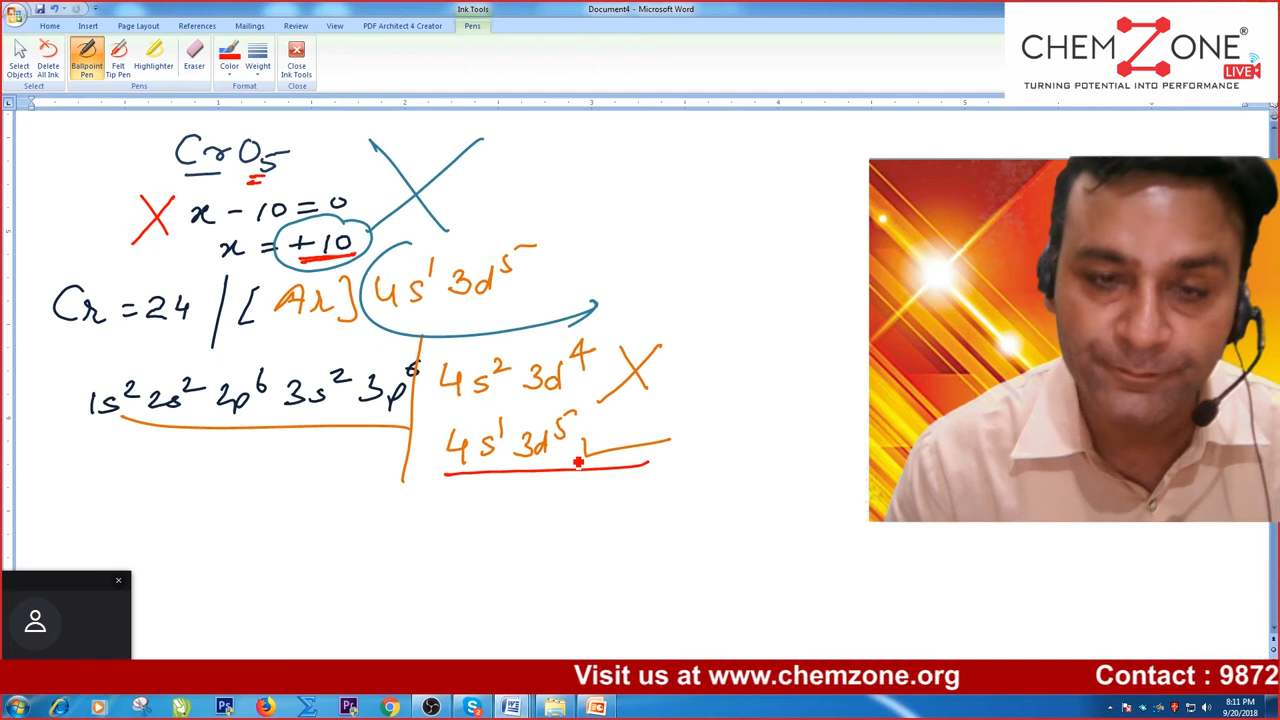 Ink Tools
Document4 - Microsoft Word
Home Insert Page Layout References Mailings Review View PDF Architect 4 Creator Pens
Select Objects
Delete All Ink
Ballpoint Pen
Felt Tip Pen
Highlighter
Eraser
Color
Weight
Close Ink Tools
Select Pens Format Close
CHEMZONE®
LIVE
TURNING POTENTIAL INTO PERFORMANCE
1 2 3 5
CrO5
X x - 10 = 0
x = +10
Cr = 24 / [Ar] 4s¹ 3d⁵
1s² 2s² 2p⁶ 3s² 3p⁶
4s² 3d⁴ X
4s¹ 3d⁵
Visit us at www.chemzone.org Contact : 9872
8:11 PM
9/20/2018